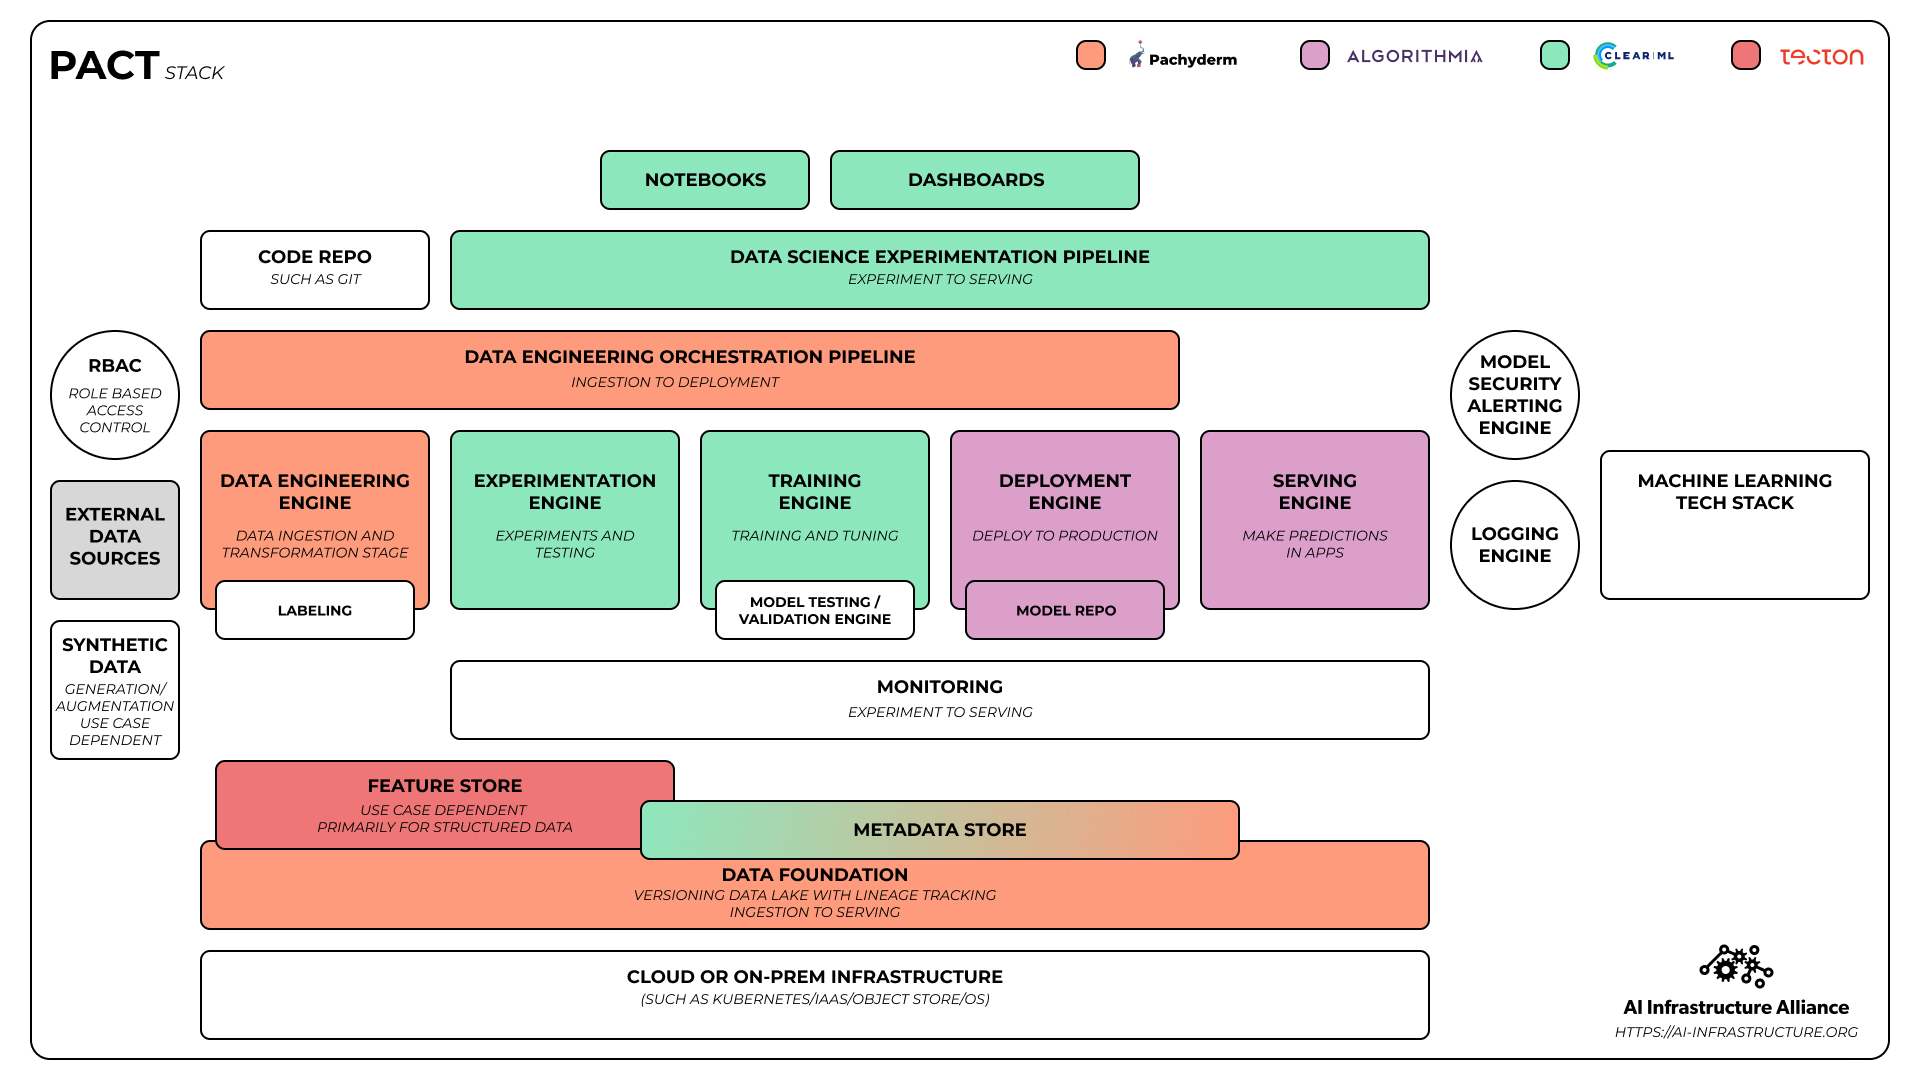 PACT STACK
Pachyderm
ALGORITHMIA
CLEAR|ML
TECTON
NOTEBOOKS
DASHBOARDS
CODE REPO
SUCH AS GIT
DATA SCIENCE EXPERIMENTATION PIPELINE
EXPERIMENT TO SERVING
RBAC
ROLE BASED
ACCESS
CONTROL
DATA ENGINEERING ORCHESTRATION PIPELINE
INGESTION TO DEPLOYMENT
MODEL
SECURITY
ALERTING
ENGINE
EXTERNAL
DATA
SOURCES
DATA ENGINEERING
ENGINE
DATA INGESTION AND
TRANSFORMATION STAGE
LABELING
EXPERIMENTATION
ENGINE
EXPERIMENTS AND
TESTING
TRAINING
ENGINE
TRAINING AND TUNING
MODEL TESTING /
VALIDATION ENGINE
DEPLOYMENT
ENGINE
DEPLOY TO PRODUCTION
MODEL REPO
SERVING
ENGINE
MAKE PREDICTIONS
IN APPS
LOGGING
ENGINE
MACHINE LEARNING
TECH STACK
SYNTHETIC
DATA
GENERATION/
AUGMENTATION
USE CASE
DEPENDENT
MONITORING
EXPERIMENT TO SERVING
FEATURE STORE
USE CASE DEPENDENT
PRIMARILY FOR STRUCTURED DATA
METADATA STORE
DATA FOUNDATION
VERSIONING DATA LAKE WITH LINEAGE TRACKING
INGESTION TO SERVING
CLOUD OR ON-PREM INFRASTRUCTURE
(SUCH AS KUBERNETES/IAAS/OBJECT STORE/OS)
AI Infrastructure Alliance
HTTPS://AI-INFRASTRUCTURE.ORG